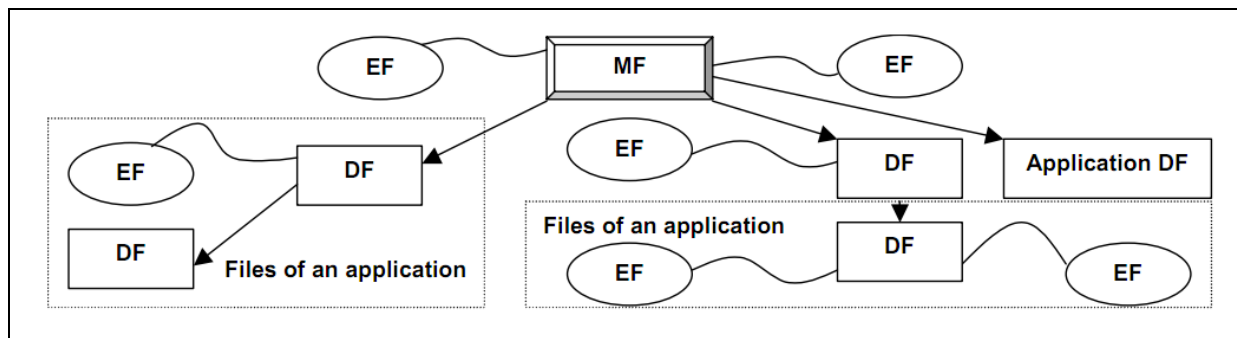 EF
MF
EF
EF
DF
EF
DF
Application DF
DF
Files of an application
Files of an application
DF
EF
EF